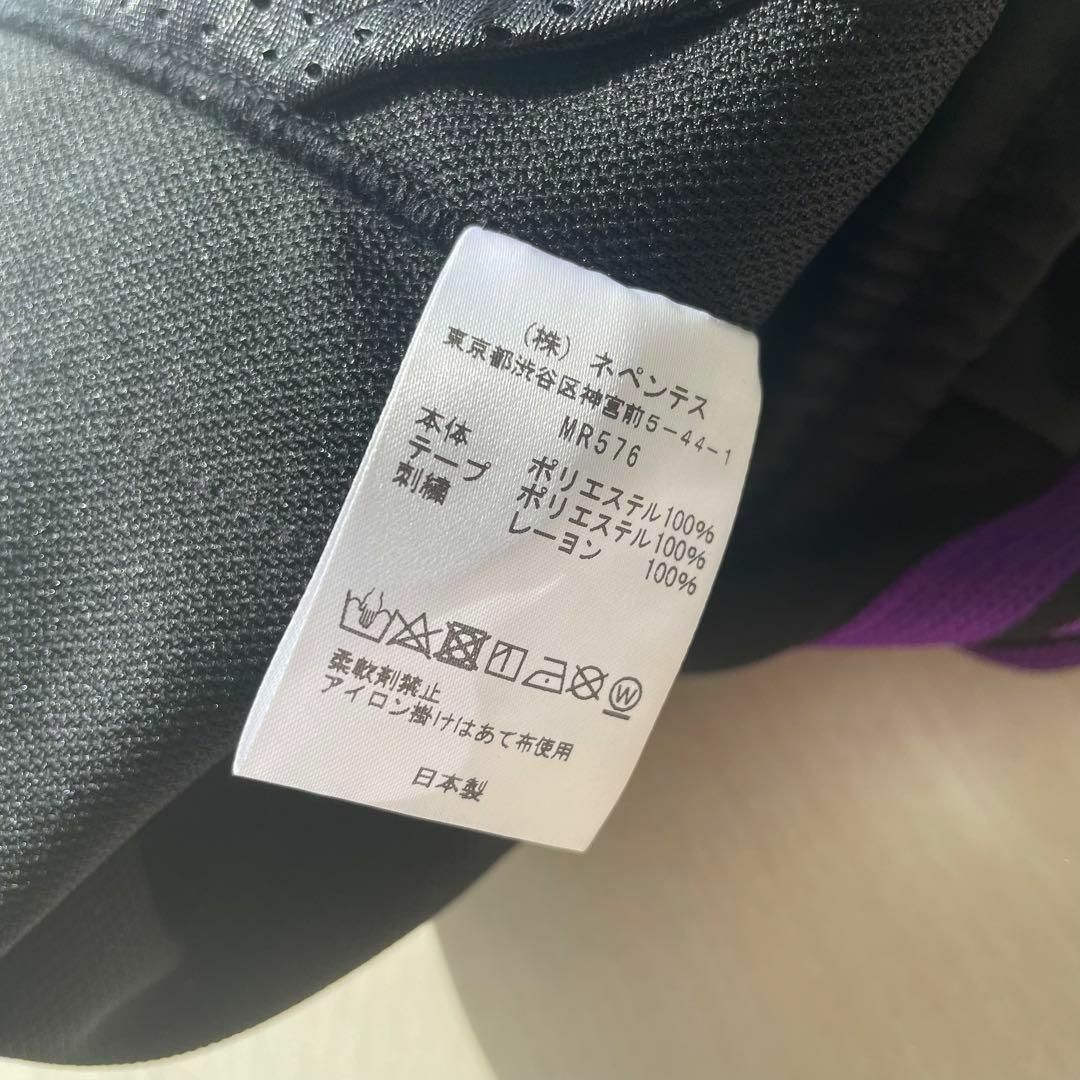 (株) ネペンテス
東京都渋谷区神宮前5-44-1
MR576
本体 ポリエステル100%
テープ ポリエステル100%
刺繍 レーヨン 100%
W
柔軟剤禁止
アイロン掛けはあて布使用
日本製